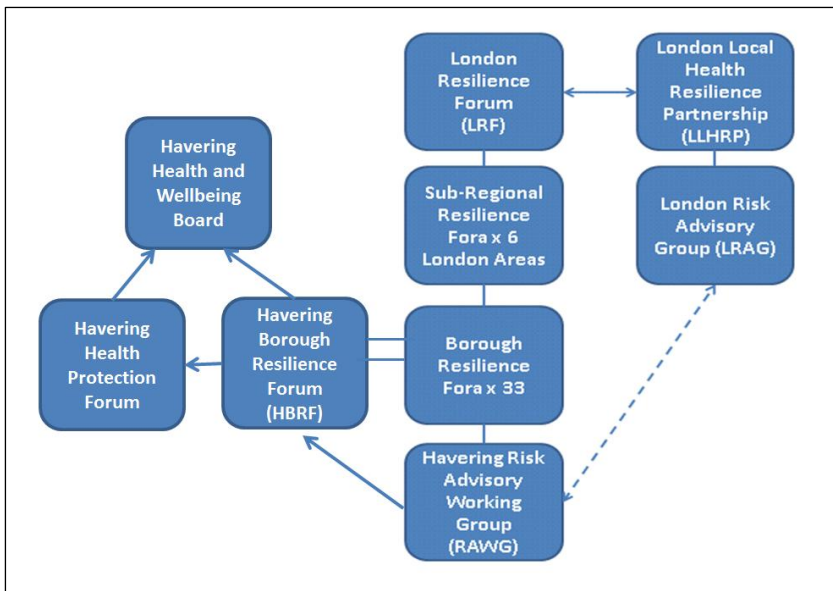 London
Resilience
Forum
(LRF)
London Local
Health
Resilience
Partnership
(LLHRP)
Havering
Health and
Wellbeing
Board
Sub-Regional
Resilience
Fora x 6
London Areas
London Risk
Advisory
Group (LRAG)
Havering
Health
Protection
Forum
Havering
Borough
Resilience
Forum
(HBRF)
Borough
Resilience
Fora x 33
Havering Risk
Advisory
Working
Group
(RAWG)